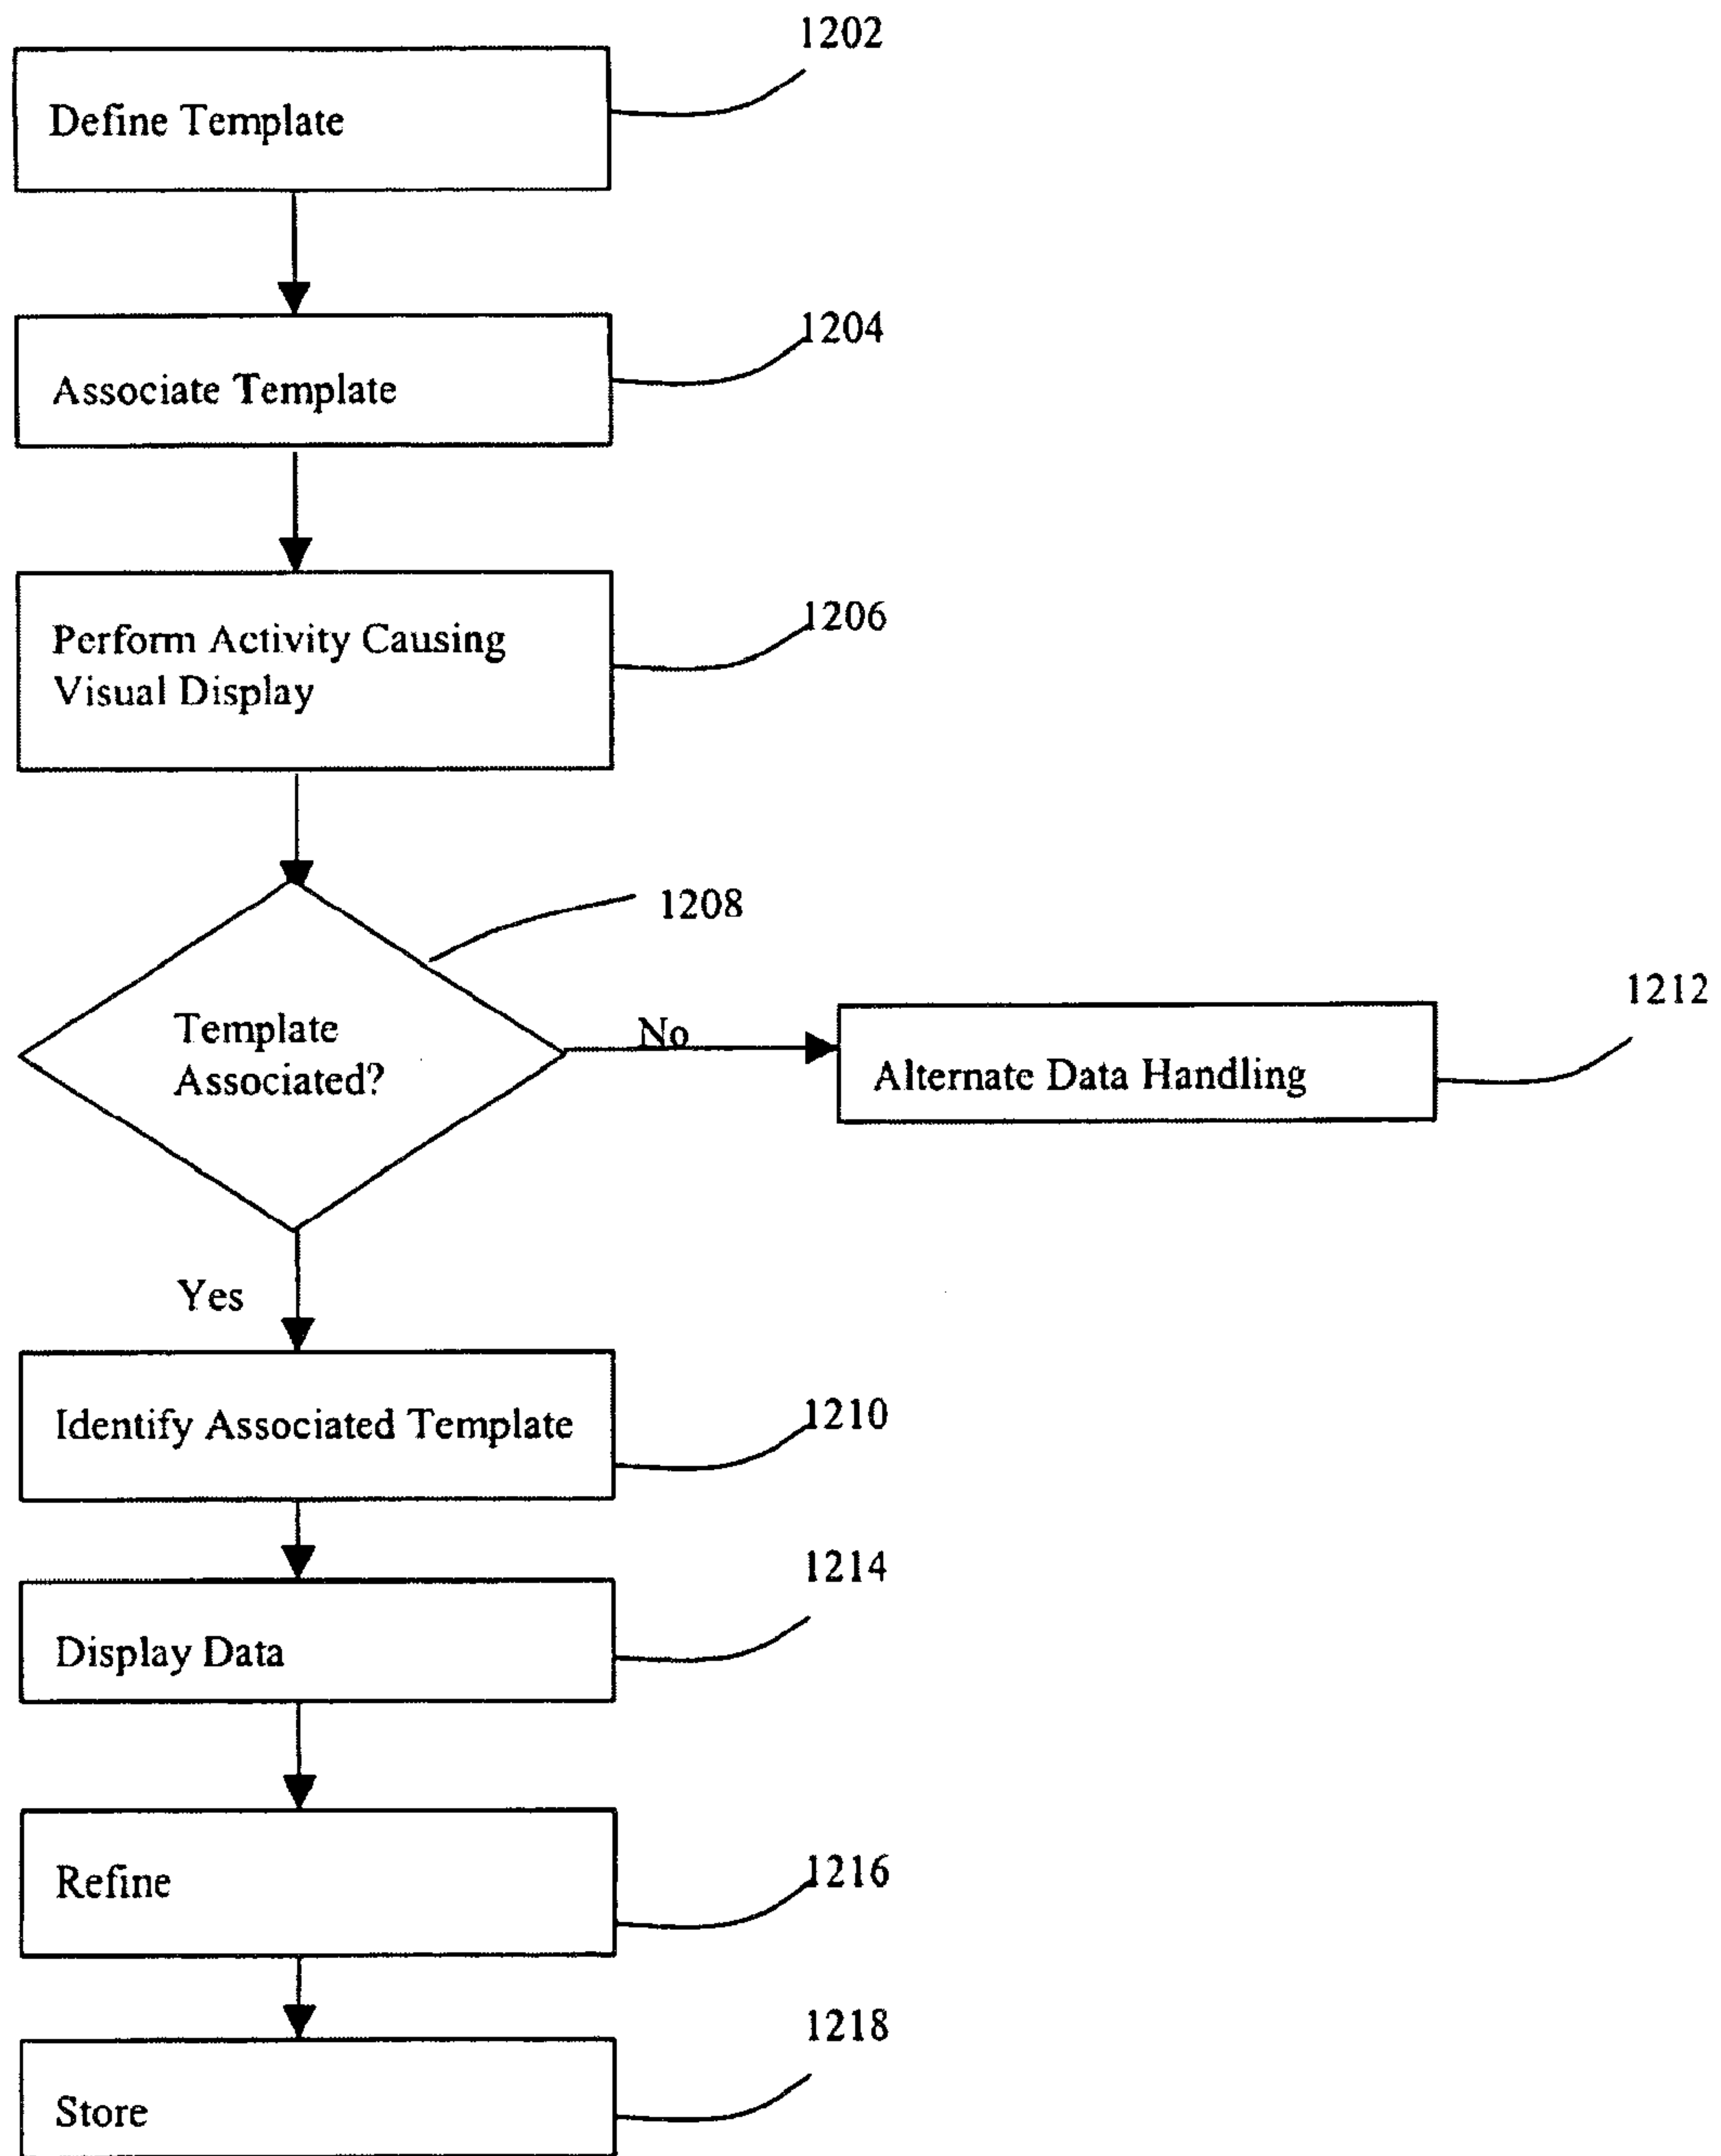 1202
Define Template
1204
Associate Template
1206
Perform Activity Causing
Visual Display
1208
Template
Associated?
No
1212
Alternate Data Handling
Yes
1210
Identify Associated Template
1214
Display Data
1216
Refine
1218
Store